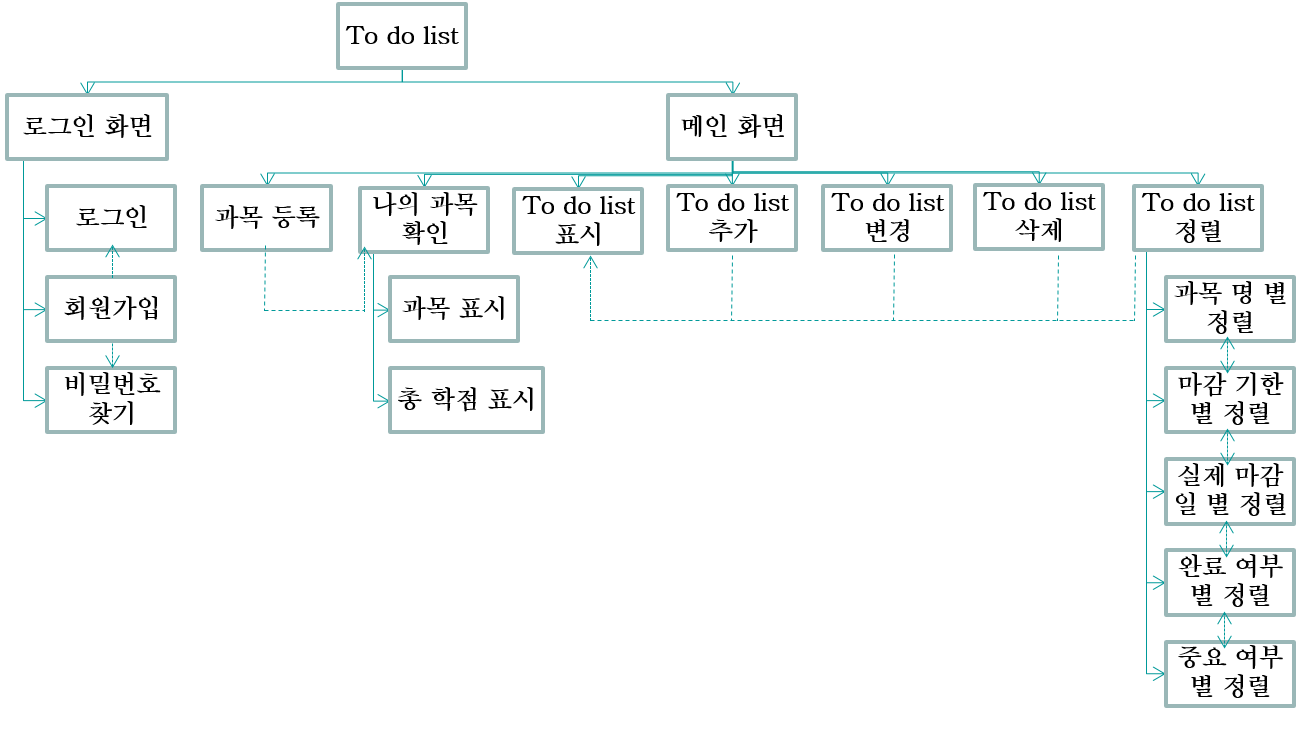 To do list
로그인 화면
메인 화면
로그인
과목 등록
나의 과목
확인
To do list
표시
To do list
추가
To do list
변경
To do list
삭제
To do list
정렬
회원가입
과목 표시
과목 명 별
정렬
비밀번호
찾기
총 학점 표시
마감 기한
별 정렬
실제 마감
일 별 정렬
완료 여부
별 정렬
중요 여부
별 정렬